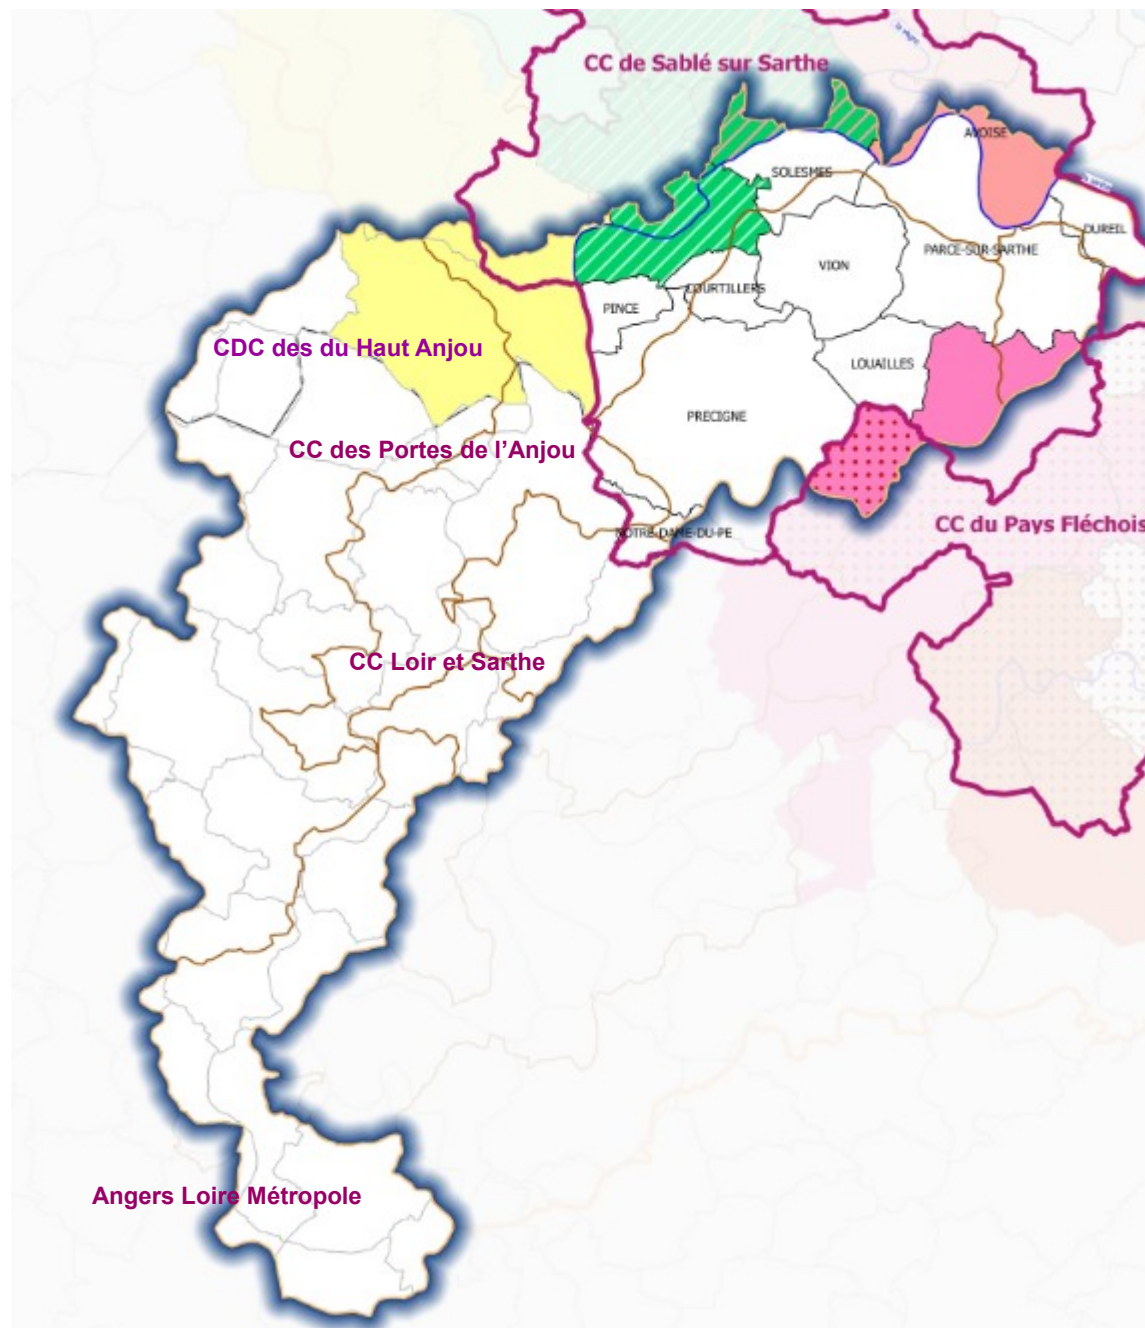 la Vègre
CC de Sablé sur Sarthe
AVOISE
SOLESMES
DUREIL
PARCE-SUR-SARTHE
VION
COURTILLERS
PINCE
CDC des du Haut Anjou
LOUAILLES
PRECIGNE
CC des Portes de l’Anjou
CC du Pays Fléchois
NOTRE-DAME-DU-PE
CC Loir et Sarthe
Angers Loire Métropole